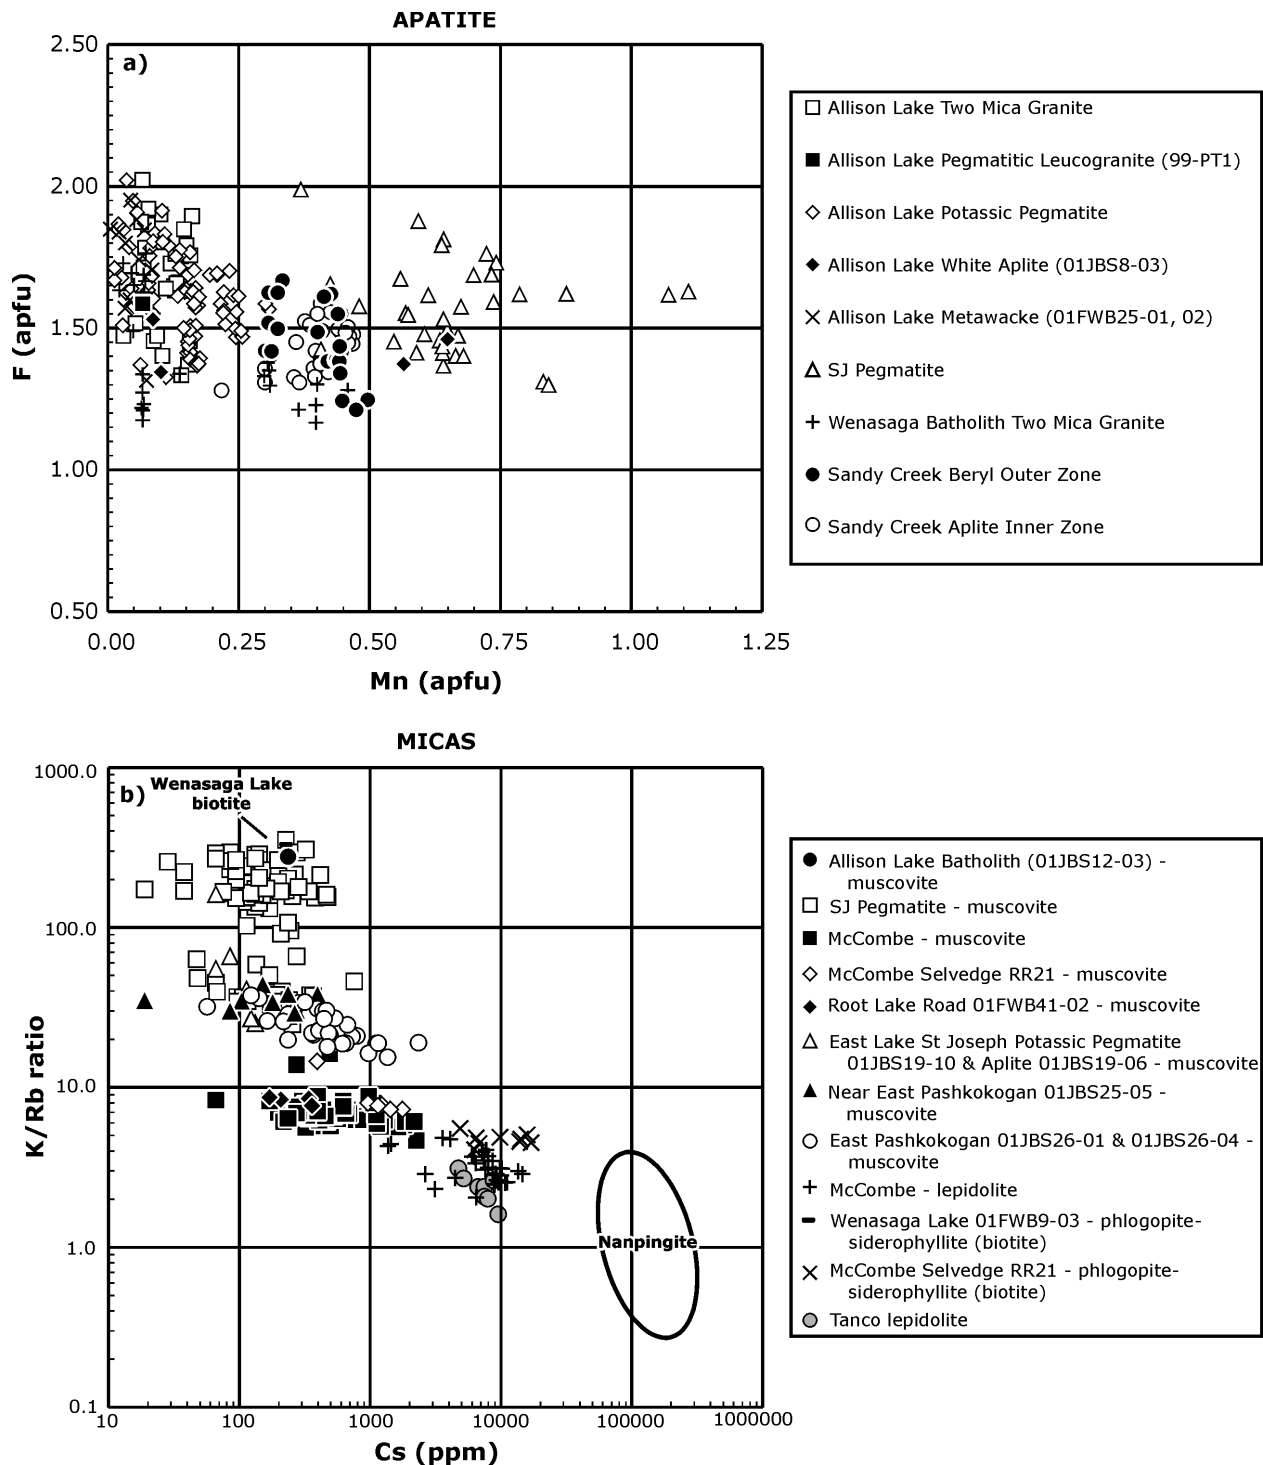 APATITE
a)
2.50
2.00
1.50
1.00
0.50
F (apfu)
0.00 0.25 0.50 0.75 1.00 1.25
Mn (apfu)
Allison Lake Two Mica Granite
Allison Lake Pegmatitic Leucogranite (99-PT1)
Allison Lake Potassic Pegmatite
Allison Lake White Aplite (01JBS8-03)
Allison Lake Metawacke (01FWB25-01, 02)
SJ Pegmatite
Wenasaga Batholith Two Mica Granite
Sandy Creek Beryl Outer Zone
Sandy Creek Aplite Inner Zone
MICAS
b)
Wenasaga Lake
biotite
1000.0
100.0
10.0
1.0
0.1
K/Rb ratio
Nanpingite
10 100 1000 10000 100000 1000000
Cs (ppm)
Allison Lake Batholith (01JBS12-03) -
muscovite
SJ Pegmatite - muscovite
McCombe - muscovite
McCombe Selvedge RR21 - muscovite
Root Lake Road 01FWB41-02 - muscovite
East Lake St Joseph Potassic Pegmatite
01JBS19-10 & Aplite 01JBS19-06 - muscovite
Near East Pashkokogan 01JBS25-05 -
muscovite
East Pashkokogan 01JBS26-01 & 01JBS26-04 -
muscovite
McCombe - lepidolite
Wenasaga Lake 01FWB9-03 - phlogopite-
siderophyllite (biotite)
McCombe Selvedge RR21 - phlogopite-
siderophyllite (biotite)
Tanco lepidolite